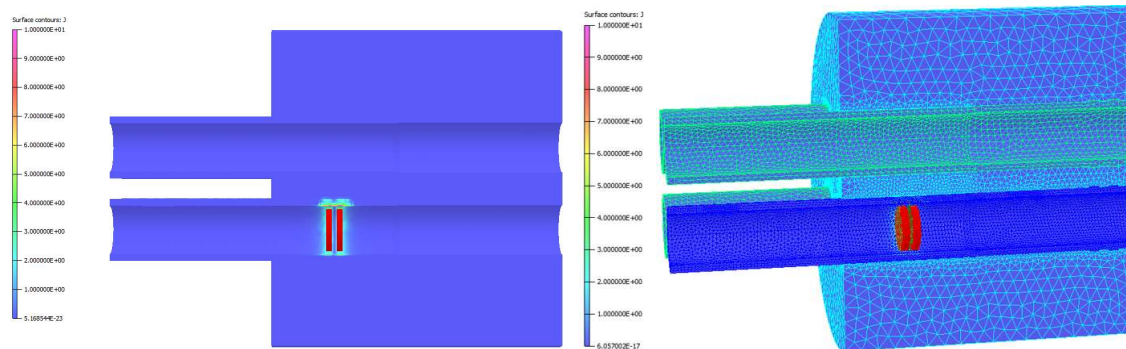 Surface contours: J
1.000000E+01
9.000000E+00
8.000000E+00
7.000000E+00
6.000000E+00
5.000000E+00
4.000000E+00
3.000000E+00
2.000000E+00
1.000000E+00
5.168544E-23
Surface contours: J
1.000000E+01
9.000000E+00
8.000000E+00
7.000000E+00
6.000000E+00
5.000000E+00
4.000000E+00
3.000000E+00
2.000000E+00
1.000000E+00
6.057002E-17